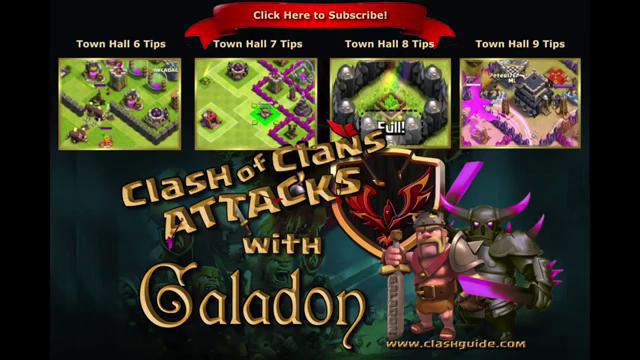 Click Here to Subscribe!
Town Hall 6 Tips
Town Hall 7 Tips
Town Hall 8 Tips
Town Hall 9 Tips
Full!
Clash of Clans
Attacks
with
Galadon
www.clashguide.com